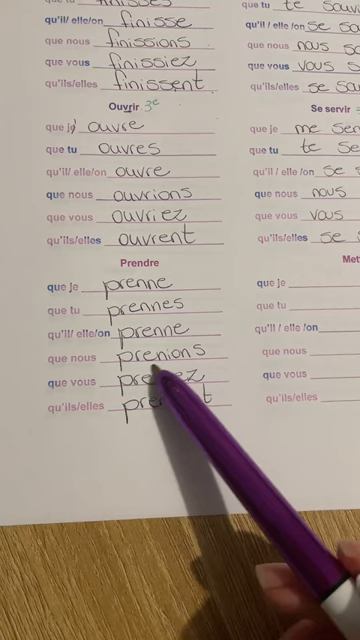 finisses
qu'il/ elle/on finisse
que nous finissions
que vous finissiez
qu'ils/elles finissent
Ouvrir 3e
que j' ouvre
que tu ouvres
qu'il/ elle/on ouvre
que nous ouvrions
que vous ouvriez
qu'ils/elles ouvrent
Prendre
que je prenne
que tu prennes
qu'il/ elle/on prenne
que nous prenions
que vous
qu'ils/elles
que tu te
qu'il / elle /on se
que nous nous
que vous vous
qu'ils/elles se
Se servir
que je me
que tu te
qu'il / elle /on se
que nous nous
que vous vous
qu'ils/elles se
que je
que tu
qu'il / elle /on
que nous
que vous
qu'ils/elles